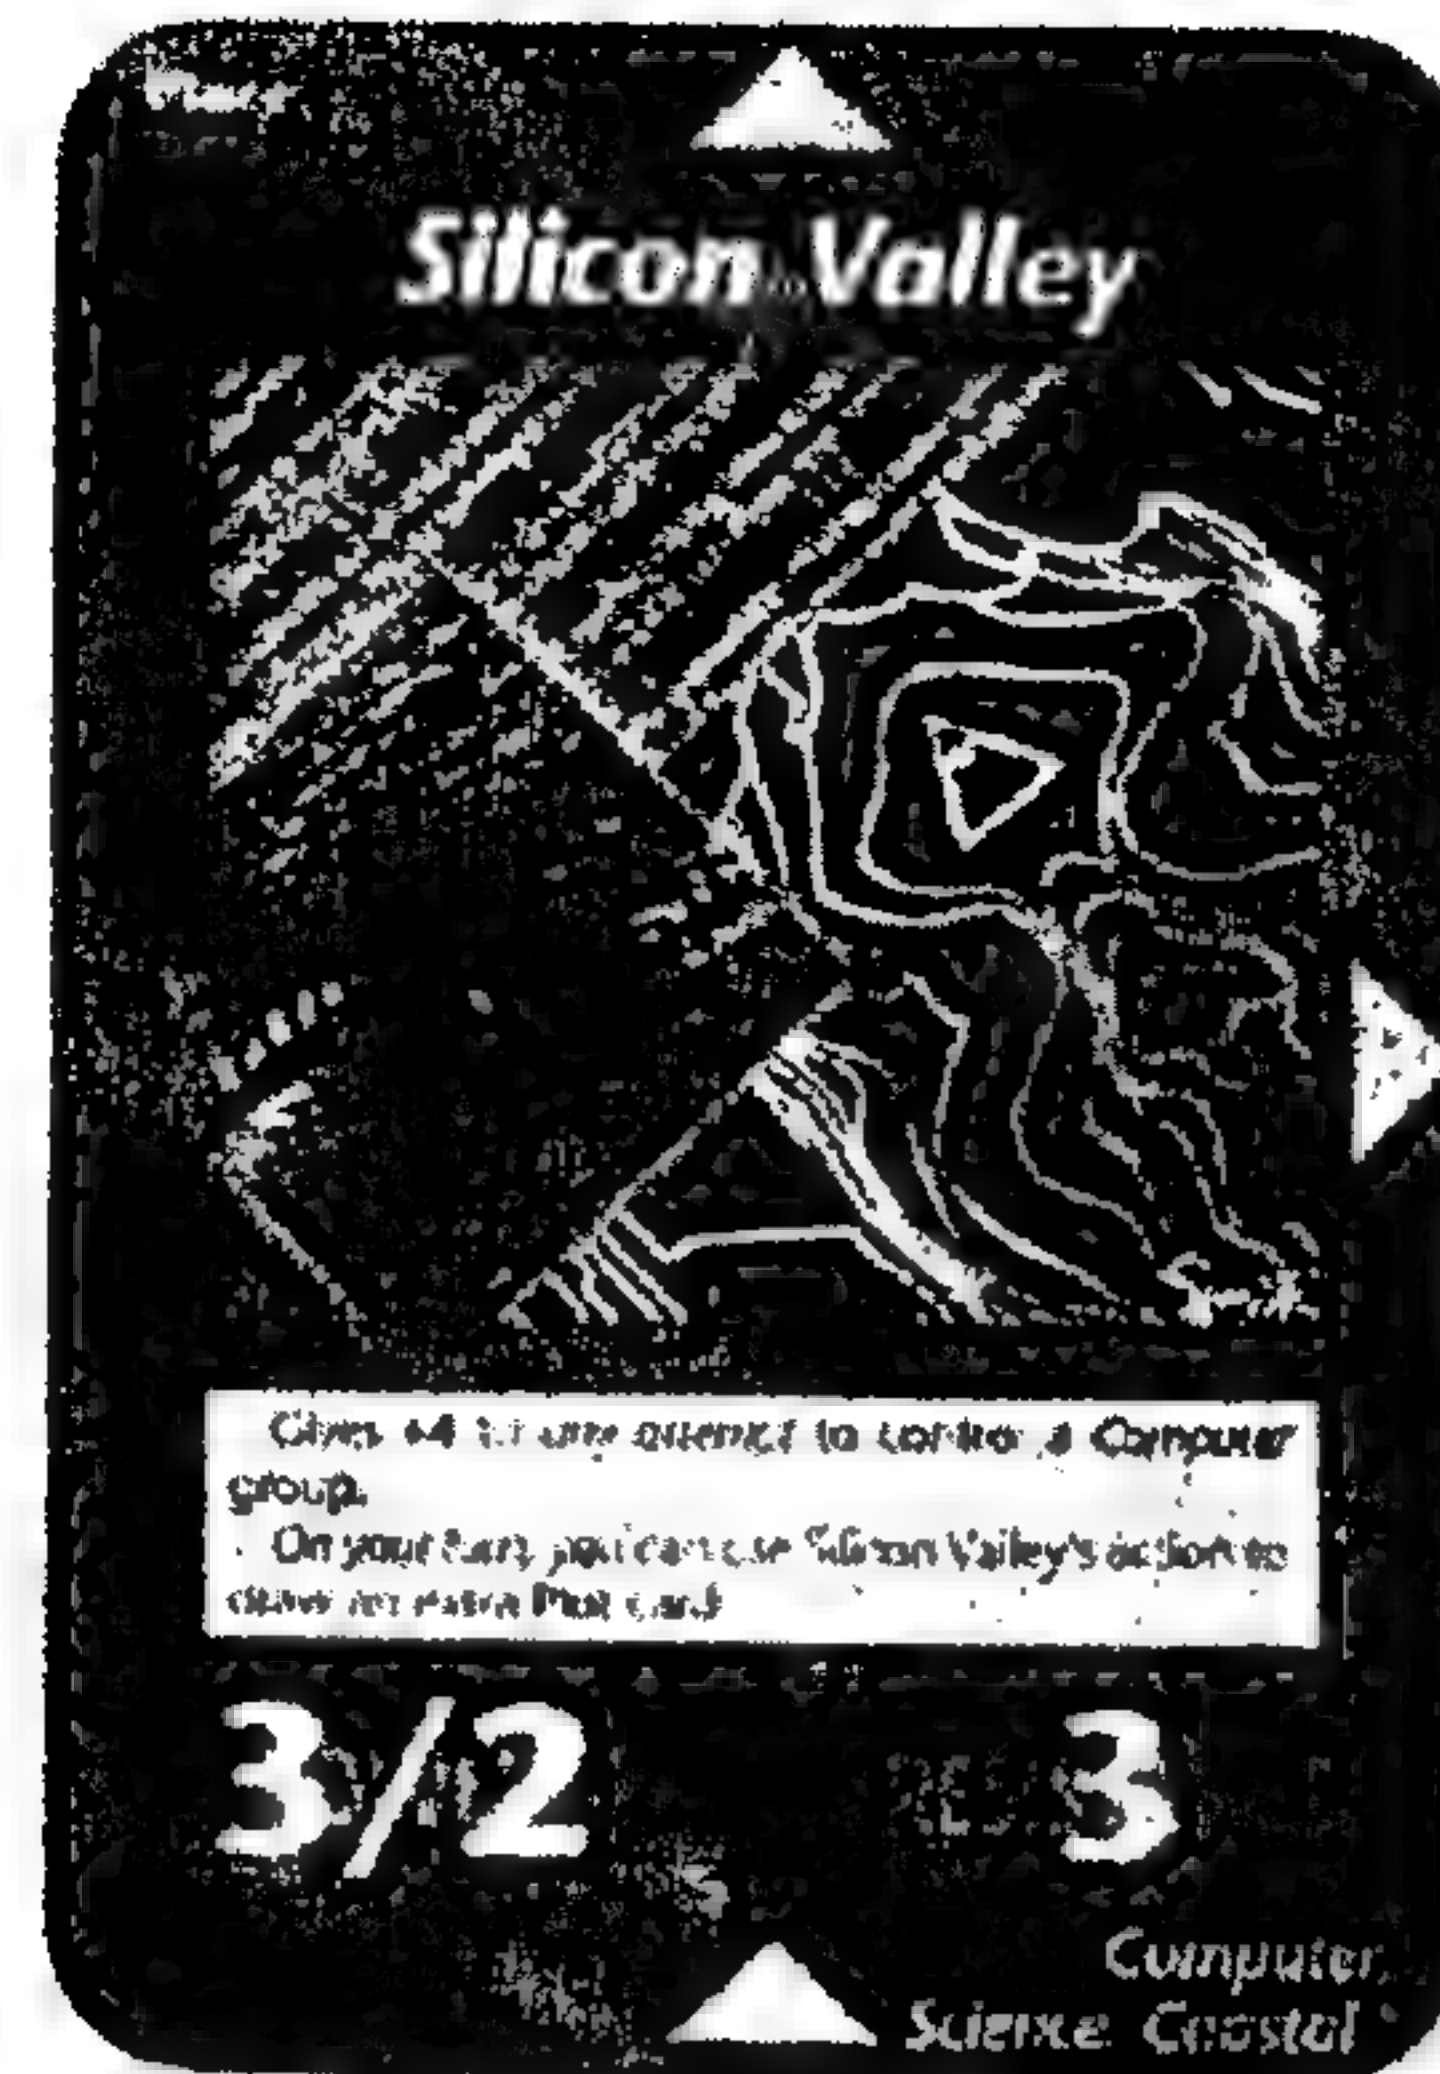 Silicon Valley
Gives +4 to any attempt to control a Computer
group.
On your turn, you can use Silicon Valley's action to
draw an extra Plot card
3/2
3
Computer,
Science, Coastal